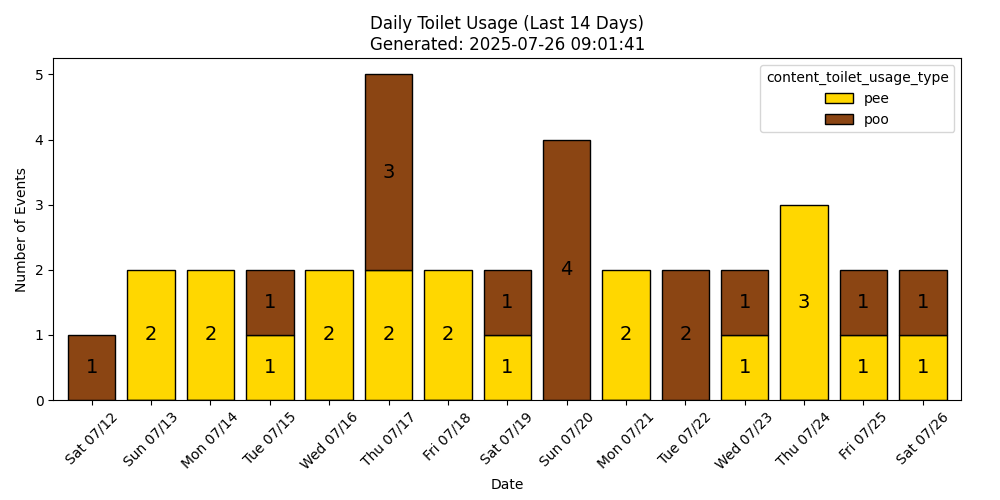 Daily Toilet Usage (Last 14 Days)
Generated: 2025-07-26 09:01:41
content_toilet_usage_type
pee
poo
Number of Events
5
4
3
2
1
0
1
2
2
1
1
2
3
2
2
1
1
4
2
2
1
1
3
1
1
1
1
Sat 07/12
Sun 07/13
Mon 07/14
Tue 07/15
Wed 07/16
Thu 07/17
Fri 07/18
Sat 07/19
Sun 07/20
Mon 07/21
Tue 07/22
Wed 07/23
Thu 07/24
Fri 07/25
Sat 07/26
Date